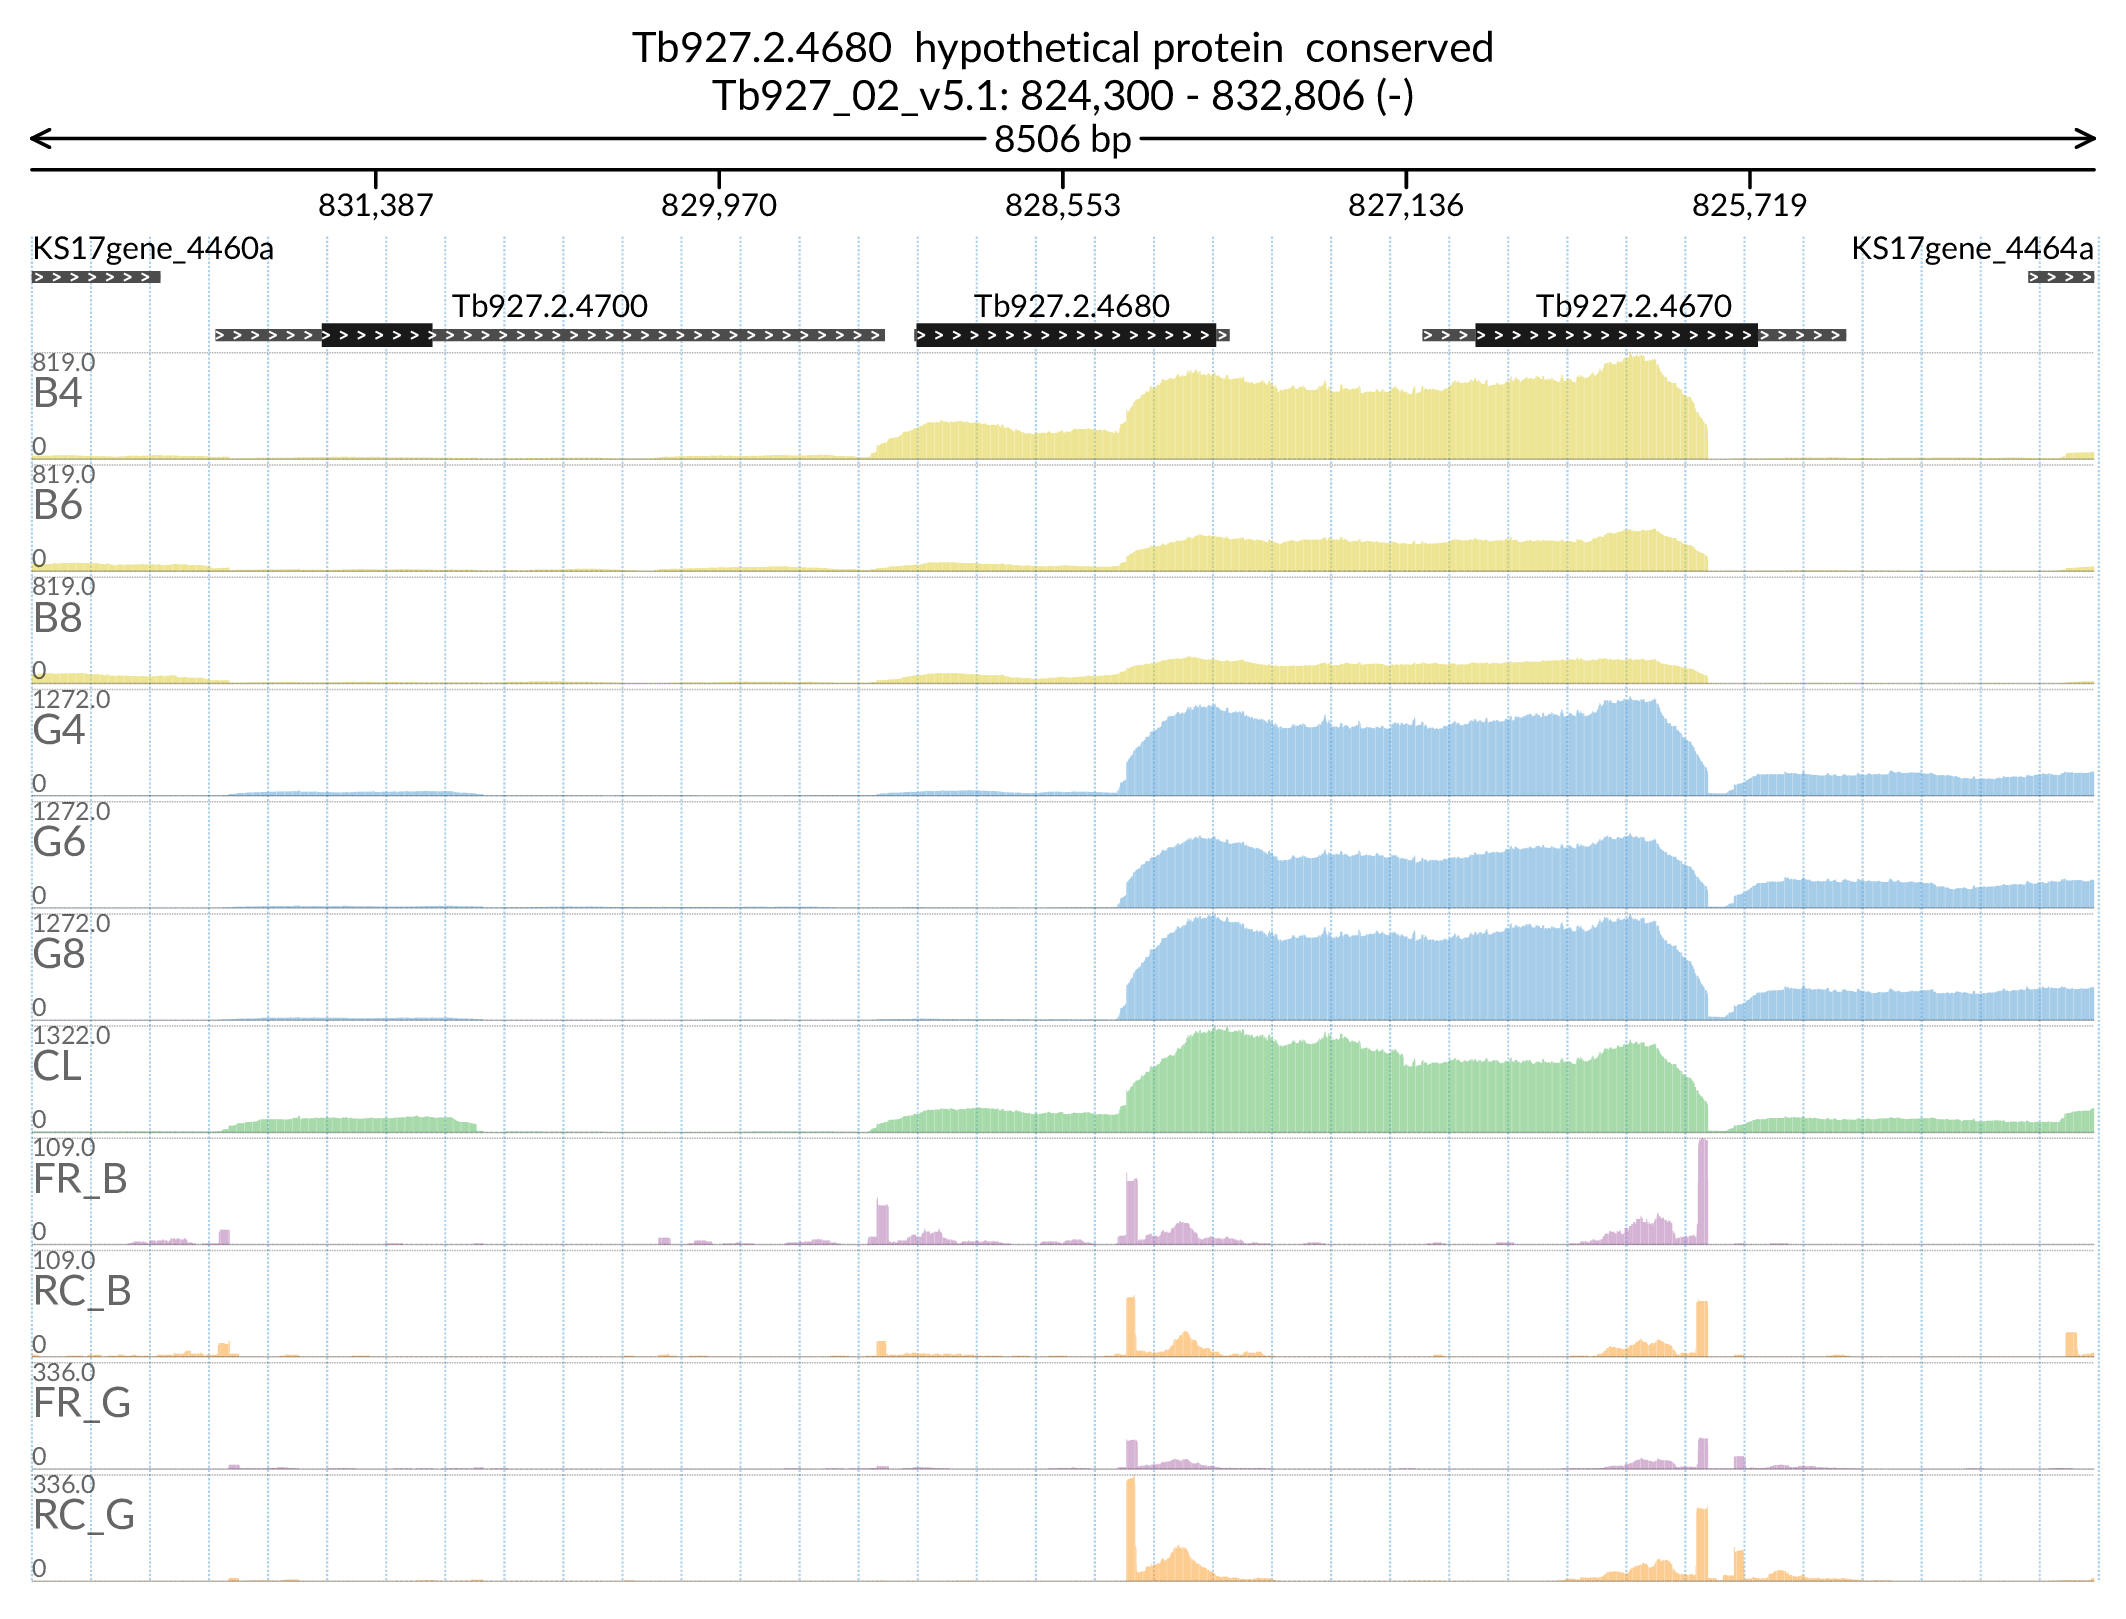 Tb927.2.4680  hypothetical protein  conserved
Tb927_02_v5.1: 824,300 - 832,806 (-)
8506 bp
831,387 829,970 828,553 827,136 825,719
KS17gene_4460a KS17gene_4464a
Tb927.2.4700 Tb927.2.4680 Tb927.2.4670
819.0
B4
0
819.0
B6
0
819.0
B8
0
1272.0
G4
0
1272.0
G6
0
1272.0
G8
0
1322.0
CL
0
109.0
FR_B
0
109.0
RC_B
0
336.0
FR_G
0
336.0
RC_G
0